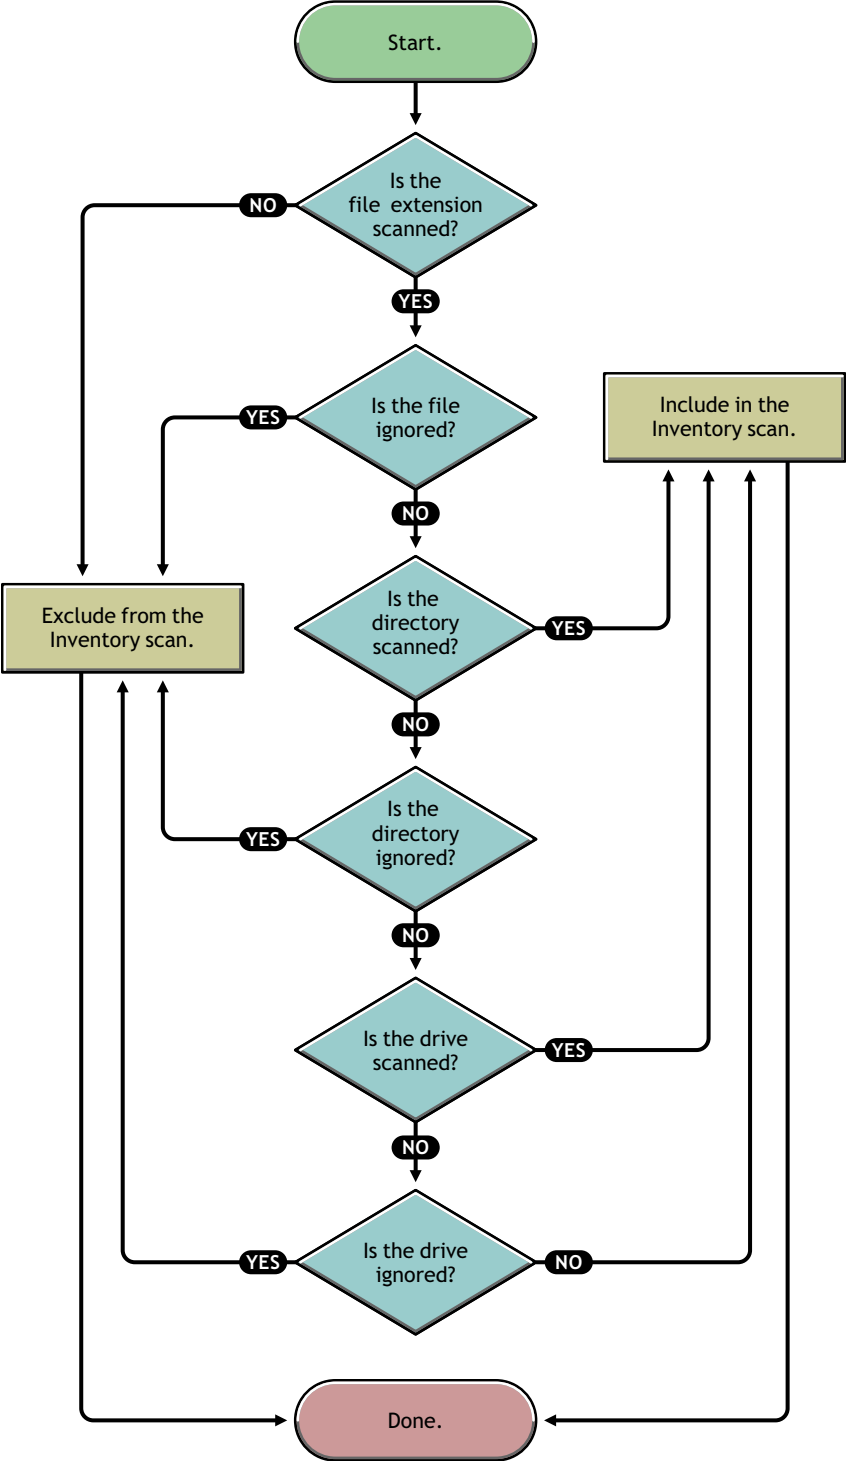 Start.
Is the
file extension
scanned?
NO
YES
Is the file
ignored?
YES
NO
Include in the
Inventory scan.
Is the
directory
scanned?
YES
NO
Exclude from the
Inventory scan.
Is the
directory
ignored?
YES
NO
Is the drive
scanned?
YES
NO
Is the drive
ignored?
YES
NO
Done.